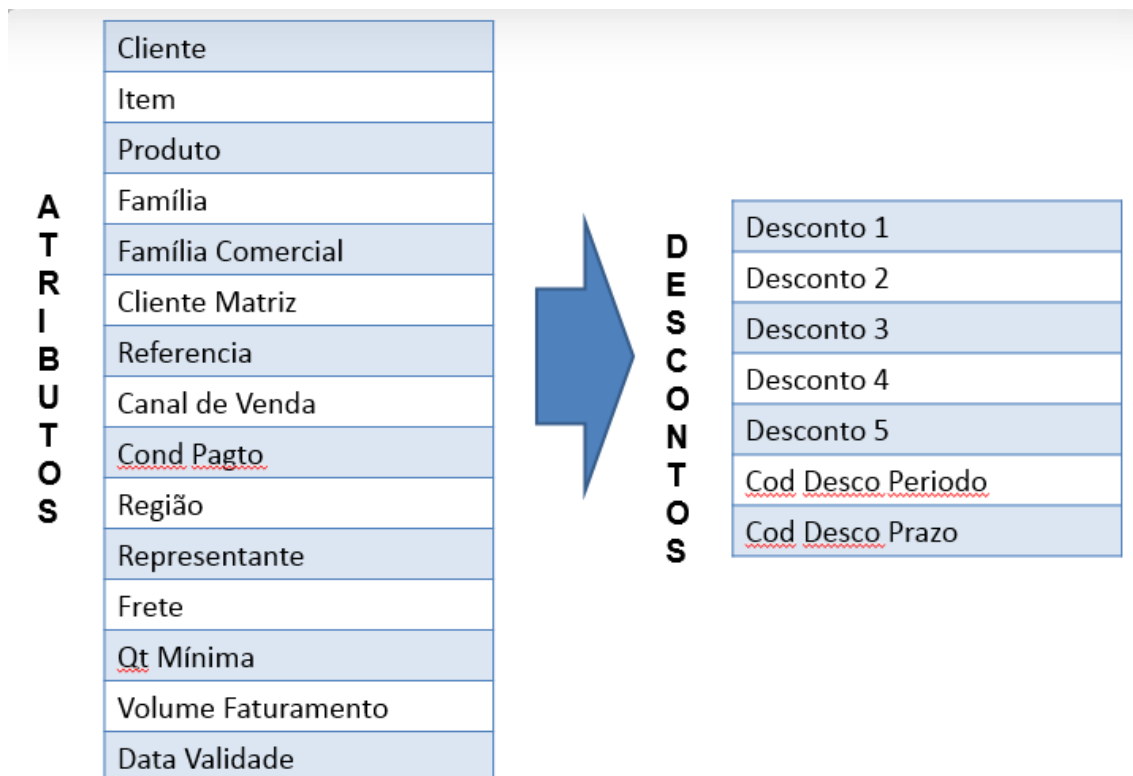 ATRIBUTOS
Cliente
Item
Produto
Família
Família Comercial
Cliente Matriz
Referencia
Canal de Venda
Cond Pagto
Região
Representante
Frete
Qt Mínima
Volume Faturamento
Data Validade
DESCONTOS
Desconto 1
Desconto 2
Desconto 3
Desconto 4
Desconto 5
Cod Desco Periodo
Cod Desco Prazo